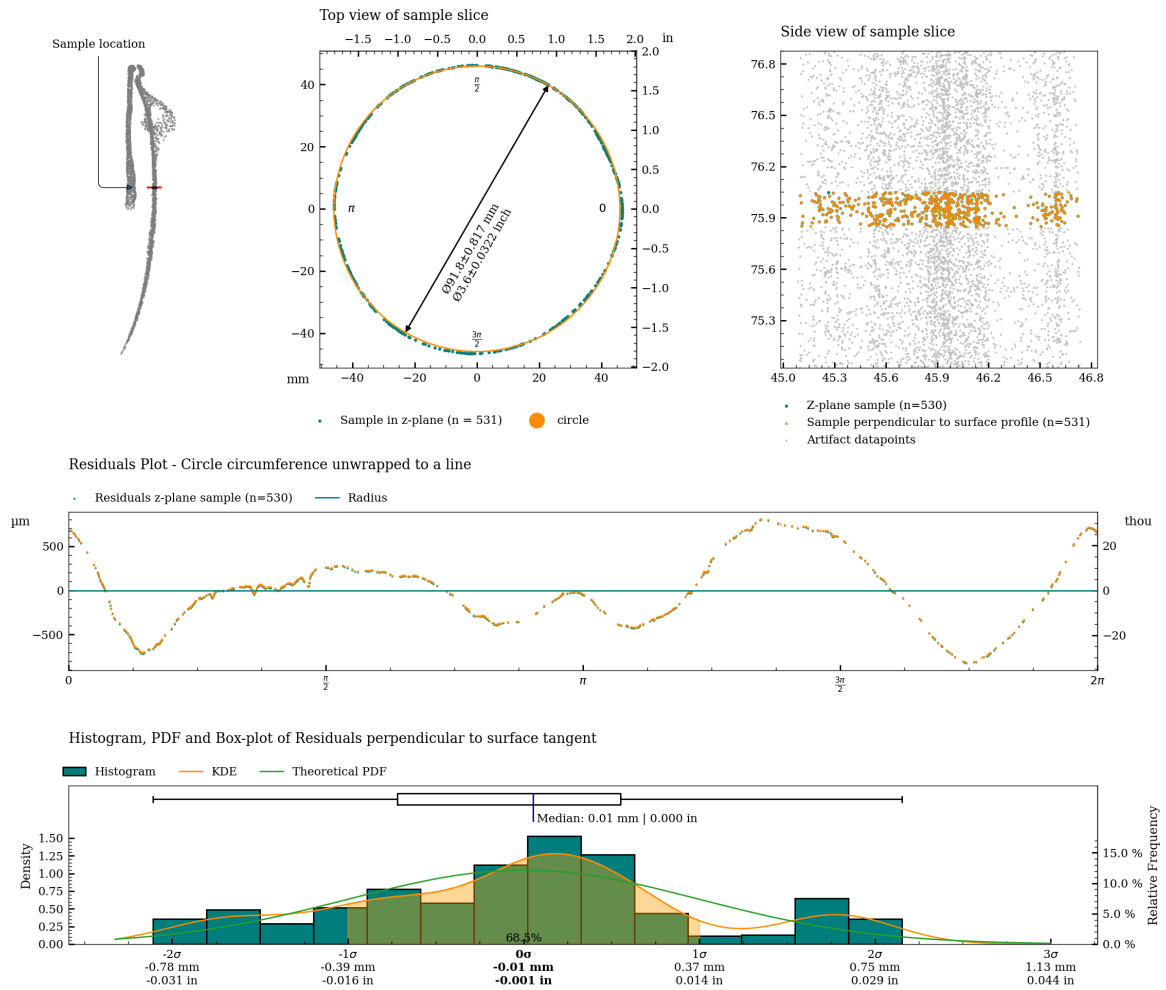 Sample location
Top view of sample slice
−1.5 −1.0 −0.5 0.0 0.5 1.0 1.5 2.0 in
40
20
0
−20
−40
mm
−40 −20 0 20 40
2.0
1.5
1.0
0.5
0.0
−0.5
−1.0
−1.5
−2.0
π/2
π
0
3π/2
Ø91.8±0.817 mm
Ø3.6±0.0322 inch
Sample in z-plane (n = 531) circle
Side view of sample slice
76.8
76.5
76.2
75.9
75.6
75.3
45.0 45.3 45.6 45.9 46.2 46.5 46.8
Z-plane sample (n=530)
Sample perpendicular to surface profile (n=531)
Artifact datapoints
Residuals Plot - Circle circumference unwrapped to a line
Residuals z-plane sample (n=530) Radius
µm thou
500 20
0 0
−500 −20
0 π/2 π 3π/2 2π
Histogram, PDF and Box-plot of Residuals perpendicular to surface tangent
Histogram KDE Theoretical PDF
Median: 0.01 mm | 0.000 in
Density
1.50
1.25
1.00
0.75
0.50
0.25
0.00
Relative Frequency
15.0 %
10.0 %
5.0 %
0.0 %
68.5%
-2σ -1σ 0σ 1σ 2σ 3σ
-0.78 mm -0.39 mm -0.01 mm 0.37 mm 0.75 mm 1.13 mm
-0.031 in -0.016 in -0.001 in 0.014 in 0.029 in 0.044 in